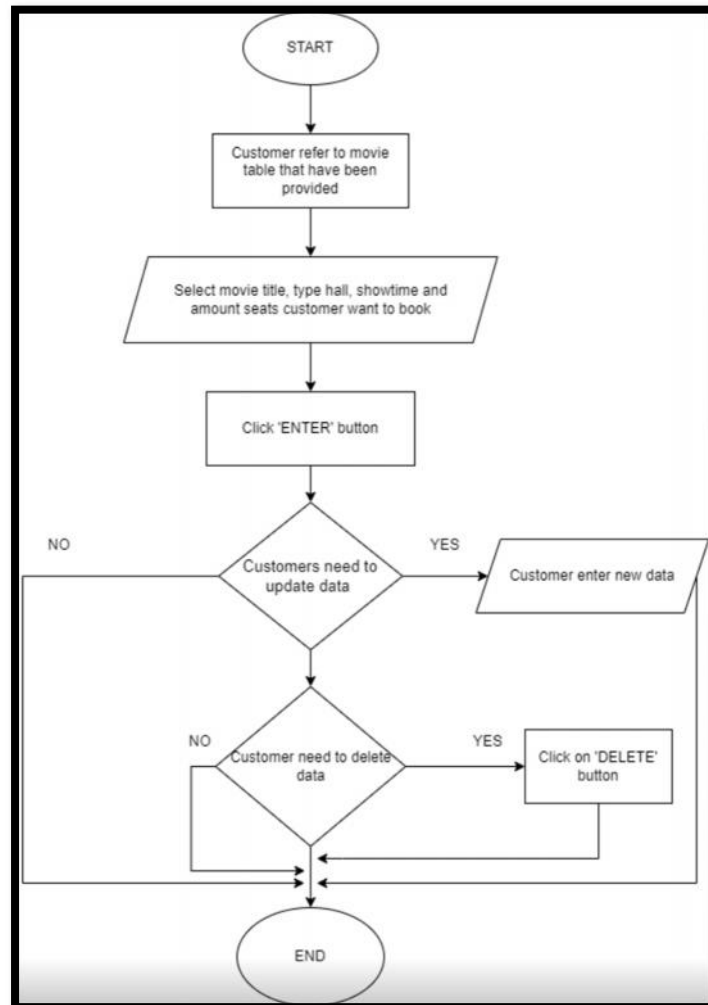 START
Customer refer to movie
table that have been
provided
Select movie title, type hall, showtime and
amount seats customer want to book
Click 'ENTER' button
NO
YES
Customers need to
update data
Customer enter new data
NO
YES
Customer need to delete
data
Click on 'DELETE'
button
END